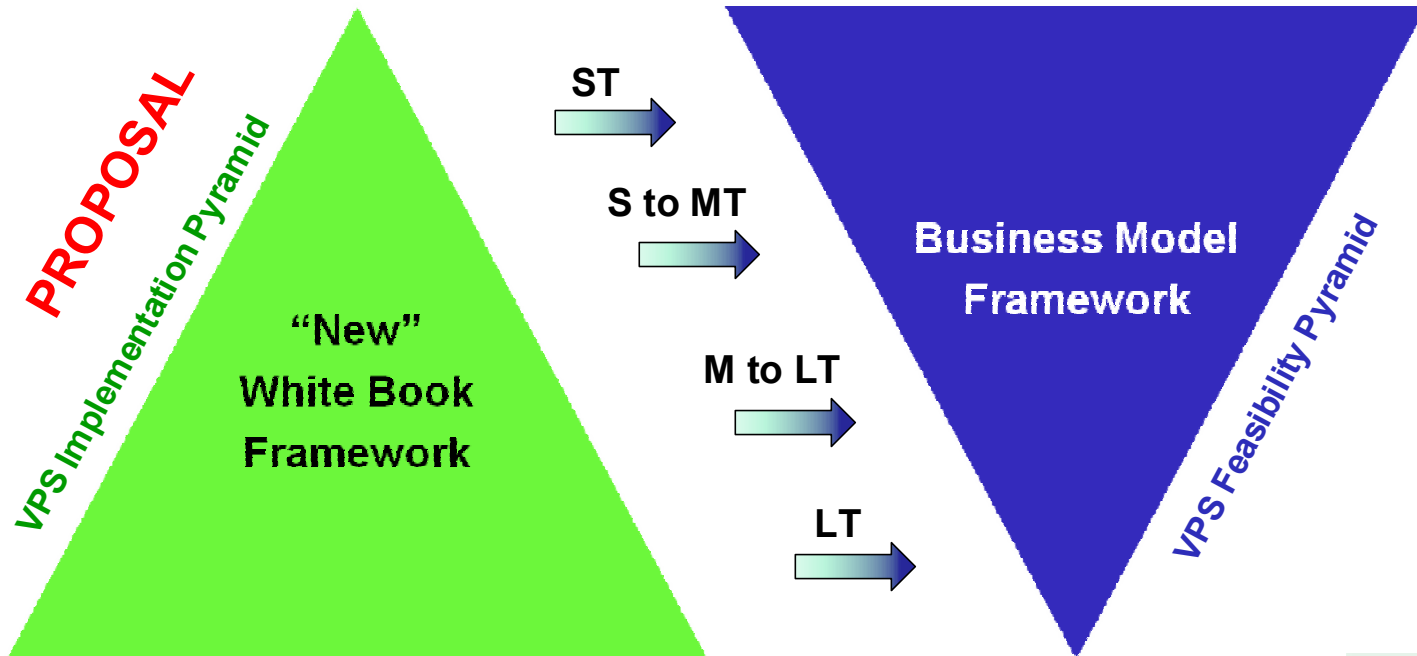 PROPOSAL
VPS Implementation Pyramid
“New”
White Book
Framework
ST
S to MT
M to LT
LT
Business Model
Framework
VPS Feasibility Pyramid